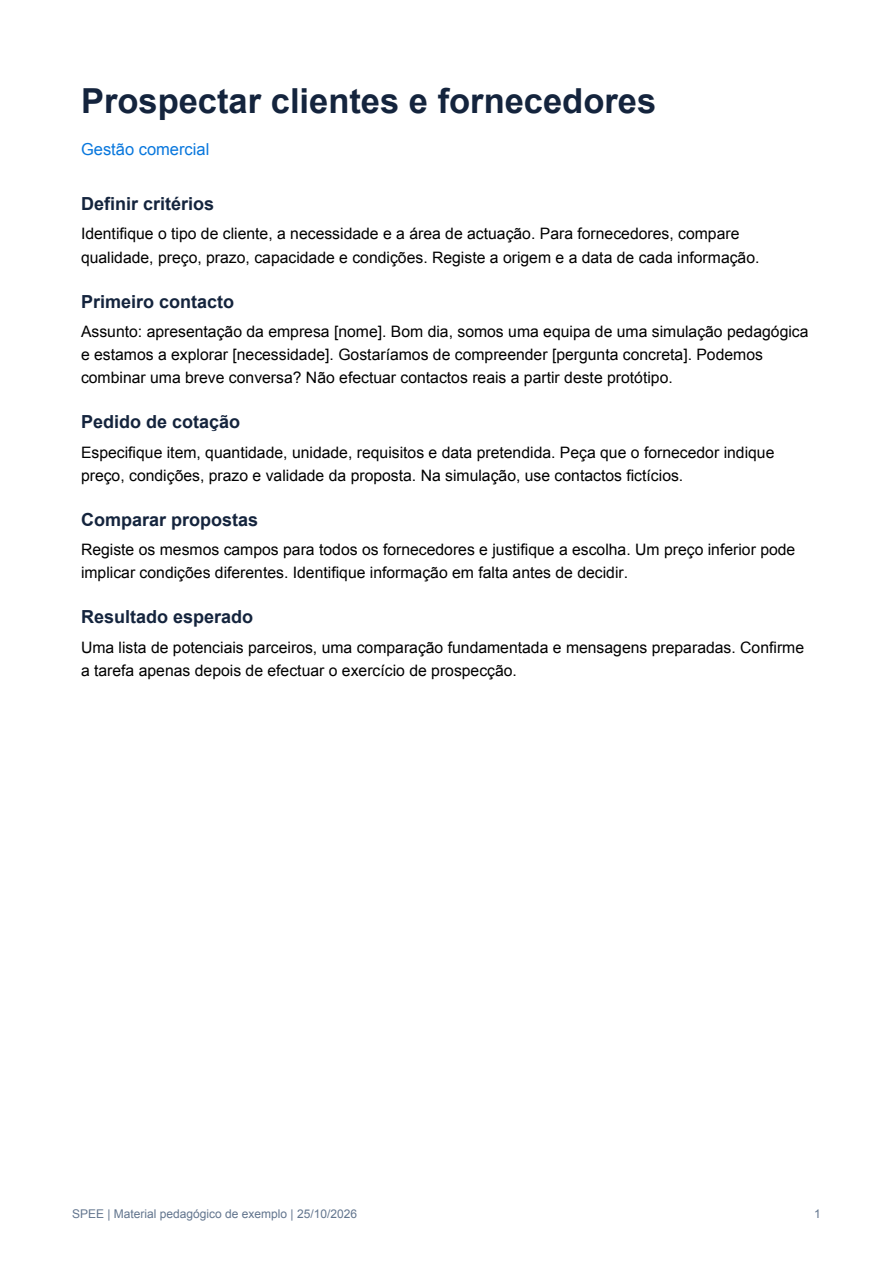 Prospectar clientes e fornecedores
Gestão comercial
Definir critérios
Identifique o tipo de cliente, a necessidade e a área de actuação. Para fornecedores, compare
qualidade, preço, prazo, capacidade e condições. Registe a origem e a data de cada informação.
Primeiro contacto
Assunto: apresentação da empresa [nome]. Bom dia, somos uma equipa de uma simulação pedagógica
e estamos a explorar [necessidade]. Gostaríamos de compreender [pergunta concreta]. Podemos
combinar uma breve conversa? Não efectuar contactos reais a partir deste protótipo.
Pedido de cotação
Especifique item, quantidade, unidade, requisitos e data pretendida. Peça que o fornecedor indique
preço, condições, prazo e validade da proposta. Na simulação, use contactos fictícios.
Comparar propostas
Registe os mesmos campos para todos os fornecedores e justifique a escolha. Um preço inferior pode
implicar condições diferentes. Identifique informação em falta antes de decidir.
Resultado esperado
Uma lista de potenciais parceiros, uma comparação fundamentada e mensagens preparadas. Confirme
a tarefa apenas depois de efectuar o exercício de prospecção.
SPEE | Material pedagógico de exemplo | 25/10/2026 1